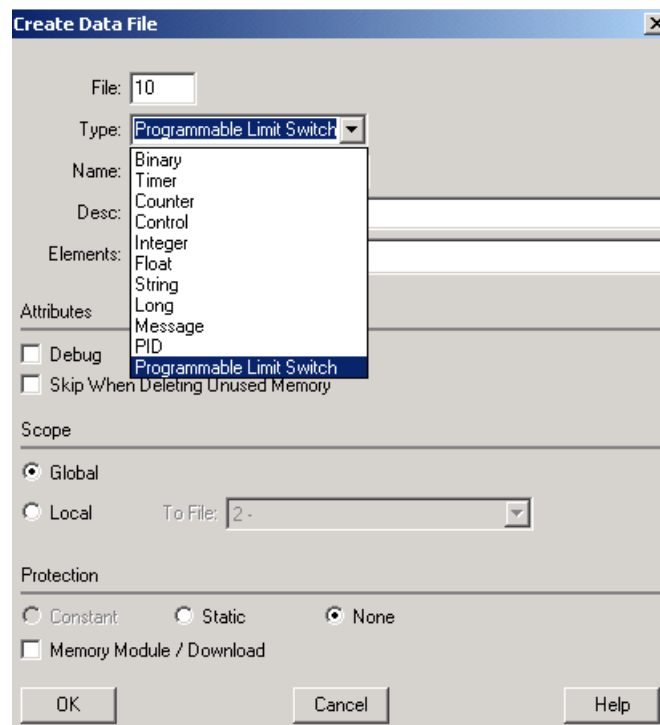 Create Data File
File: 10
Type: Programmable Limit Switch
Binary
Name:
Timer
Counter
Desc:
Control
Integer
Elements:
Float
String
Long
Attributes
Message
PID
Debug
Programmable Limit Switch
Skip When Deleting Unused Memory
Scope
Global
Local To File: 2 -
Protection
Constant Static None
Memory Module / Download
OK Cancel Help